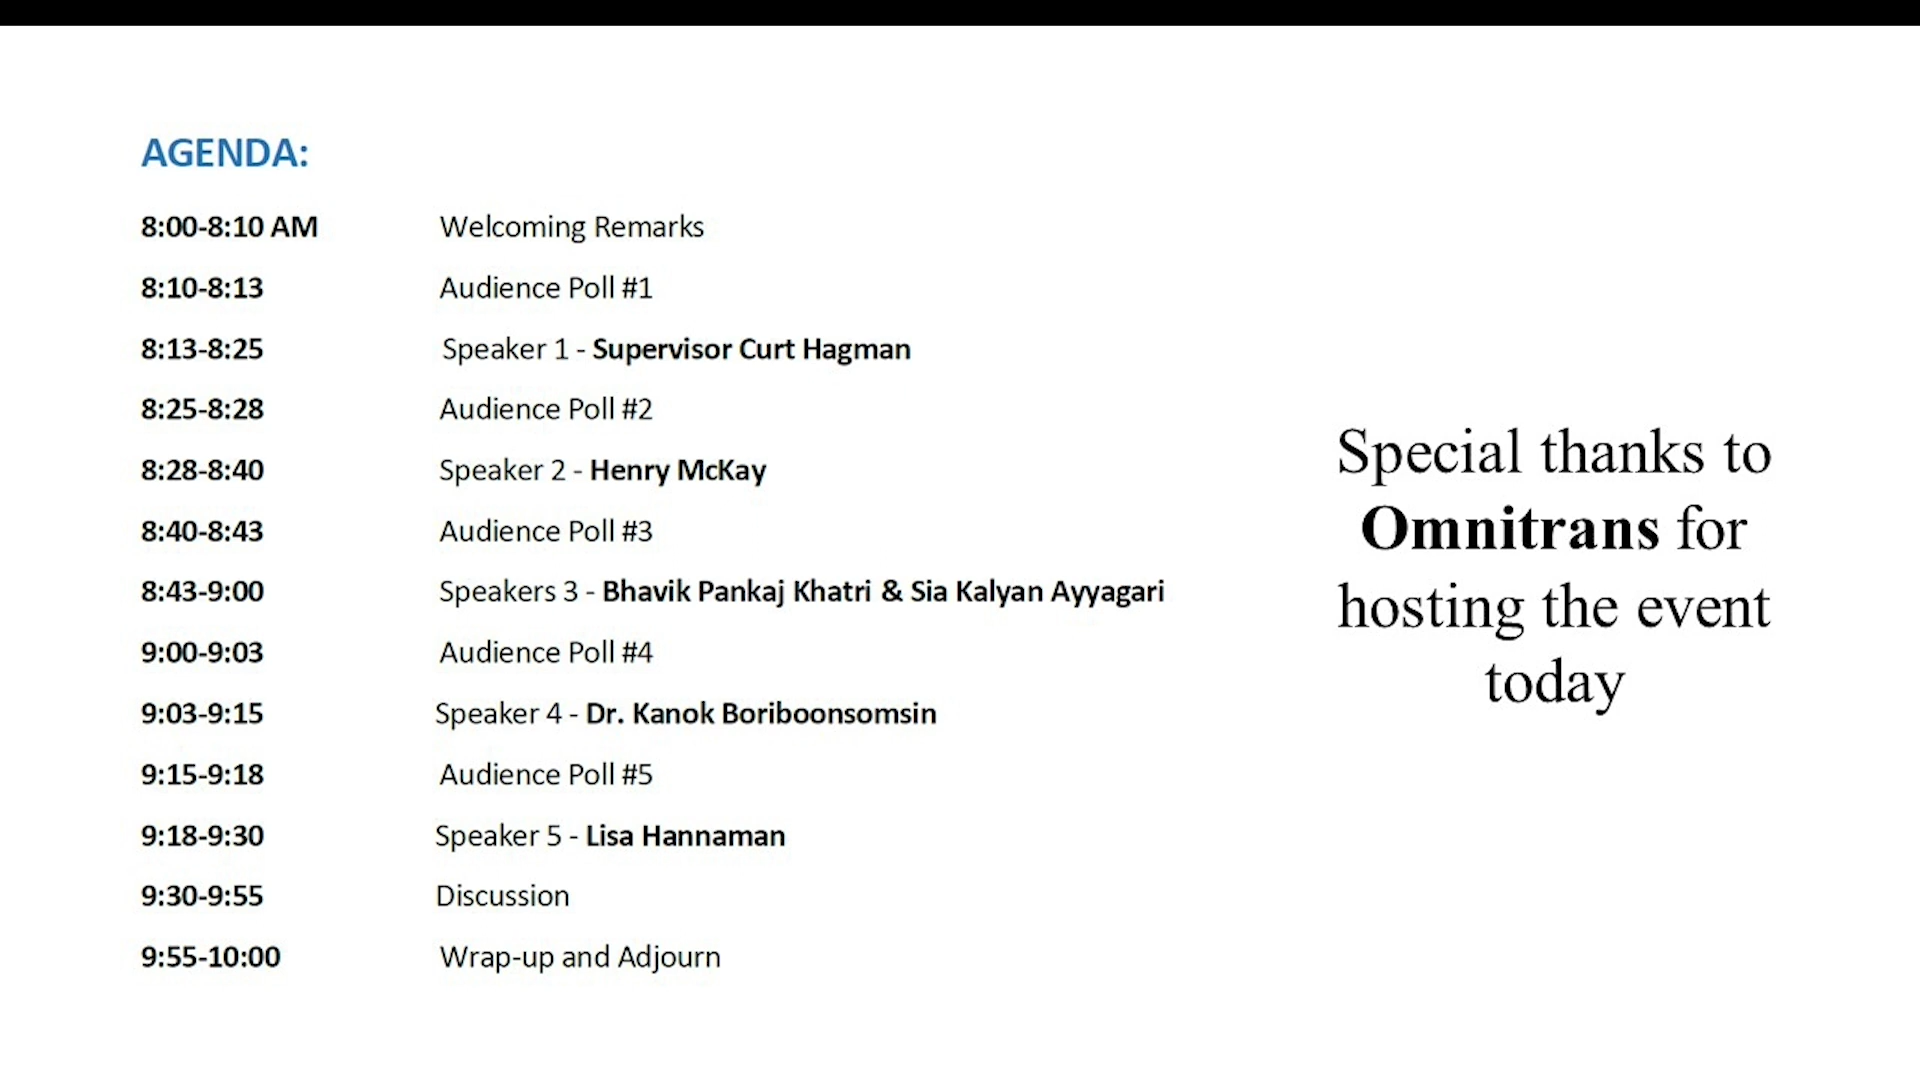 AGENDA:
8:00-8:10 AM Welcoming Remarks
8:10-8:13 Audience Poll #1
8:13-8:25 Speaker 1 - Supervisor Curt Hagman
8:25-8:28 Audience Poll #2
8:28-8:40 Speaker 2 - Henry McKay
8:40-8:43 Audience Poll #3
8:43-9:00 Speakers 3 - Bhavik Pankaj Khatri & Sia Kalyan Ayyagari
9:00-9:03 Audience Poll #4
9:03-9:15 Speaker 4 - Dr. Kanok Boriboonsomsin
9:15-9:18 Audience Poll #5
9:18-9:30 Speaker 5 - Lisa Hannaman
9:30-9:55 Discussion
9:55-10:00 Wrap-up and Adjourn
Special thanks to
Omnitrans for
hosting the event
today